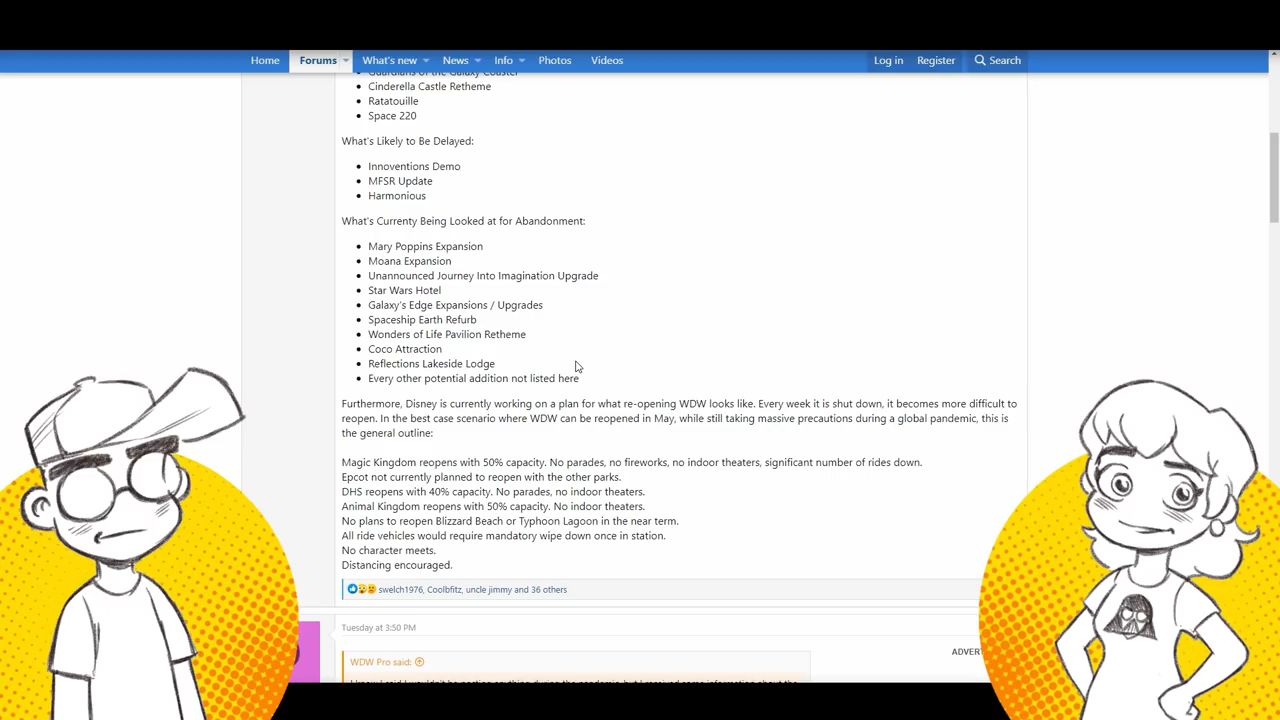 Home Forums What's new News Info Photos Videos Log in Register Search
Guardians of the Galaxy Coaster
Cinderella Castle Retheme
Ratatouille
Space 220
What's Likely to Be Delayed:
Innoventions Demo
MFSR Update
Harmonious
What's Currently Being Looked at for Abandonment:
Mary Poppins Expansion
Moana Expansion
Unannounced Journey Into Imagination Upgrade
Star Wars Hotel
Galaxy's Edge Expansions / Upgrades
Spaceship Earth Refurb
Wonders of Life Pavilion Retheme
Coco Attraction
Reflections Lakeside Lodge
Every other potential addition not listed here
Furthermore, Disney is currently working on a plan for what re-opening WDW looks like. Every week it is shut down, it becomes more difficult to
reopen. In the best case scenario where WDW can be reopened in May, while still taking massive precautions during a global pandemic, this is
the general outline:
Magic Kingdom reopens with 50% capacity. No parades, no fireworks, no indoor theaters, significant number of rides down.
Epcot not currently planned to reopen with the other parks.
DHS reopens with 40% capacity. No parades, no indoor theaters.
Animal Kingdom reopens with 50% capacity. No indoor theaters.
No plans to reopen Blizzard Beach or Typhoon Lagoon in the near term.
All ride vehicles would require mandatory wipe down once in station.
No character meets.
Distancing encouraged.
swelch1976, Coolbfitz, uncle jimmy and 36 others
Tuesday at 3:50 PM
ADVER
WDW Pro said: